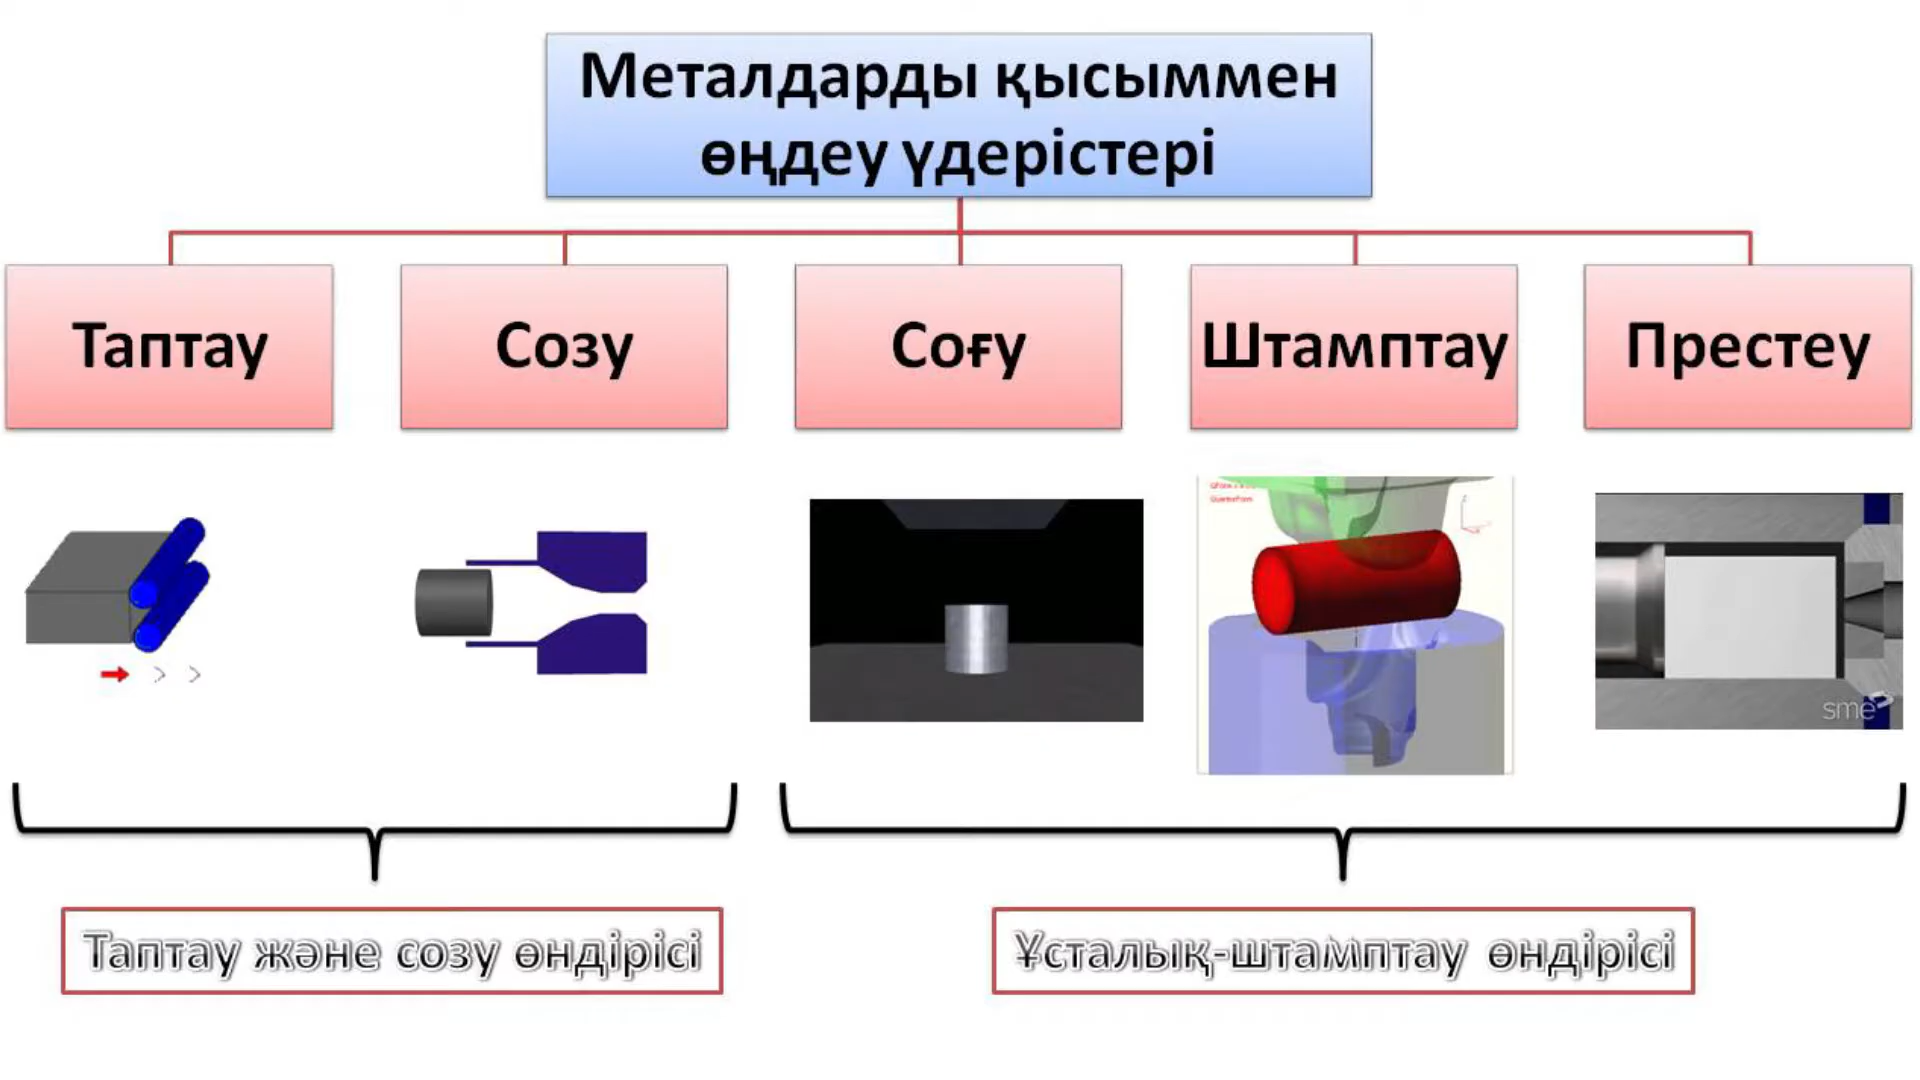 Металдарды қысыммен
өңдеу үдерістері
Таптау
Созу
Соғу
Штамптау
Престеу
sme
Таптау және созу өндірісі
Ұсталық-штамптау өндірісі